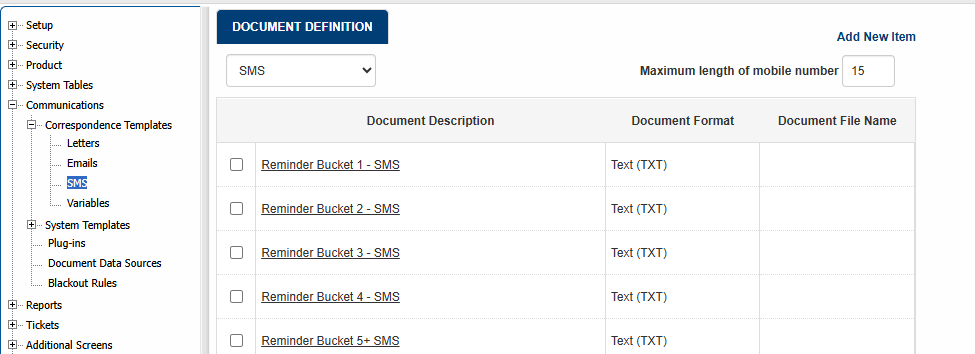 Setup
Security
Product
System Tables
Communications
Correspondence Templates
Letters
Emails
SMS
Variables
System Templates
Plug-ins
Document Data Sources
Blackout Rules
Reports
Tickets
Additional Screens
DOCUMENT DEFINITION
Add New Item
SMS
Maximum length of mobile number 15
Document Description Document Format Document File Name
Reminder Bucket 1 - SMS Text (TXT)
Reminder Bucket 2 - SMS Text (TXT)
Reminder Bucket 3 - SMS Text (TXT)
Reminder Bucket 4 - SMS Text (TXT)
Reminder Bucket 5+ SMS Text (TXT)